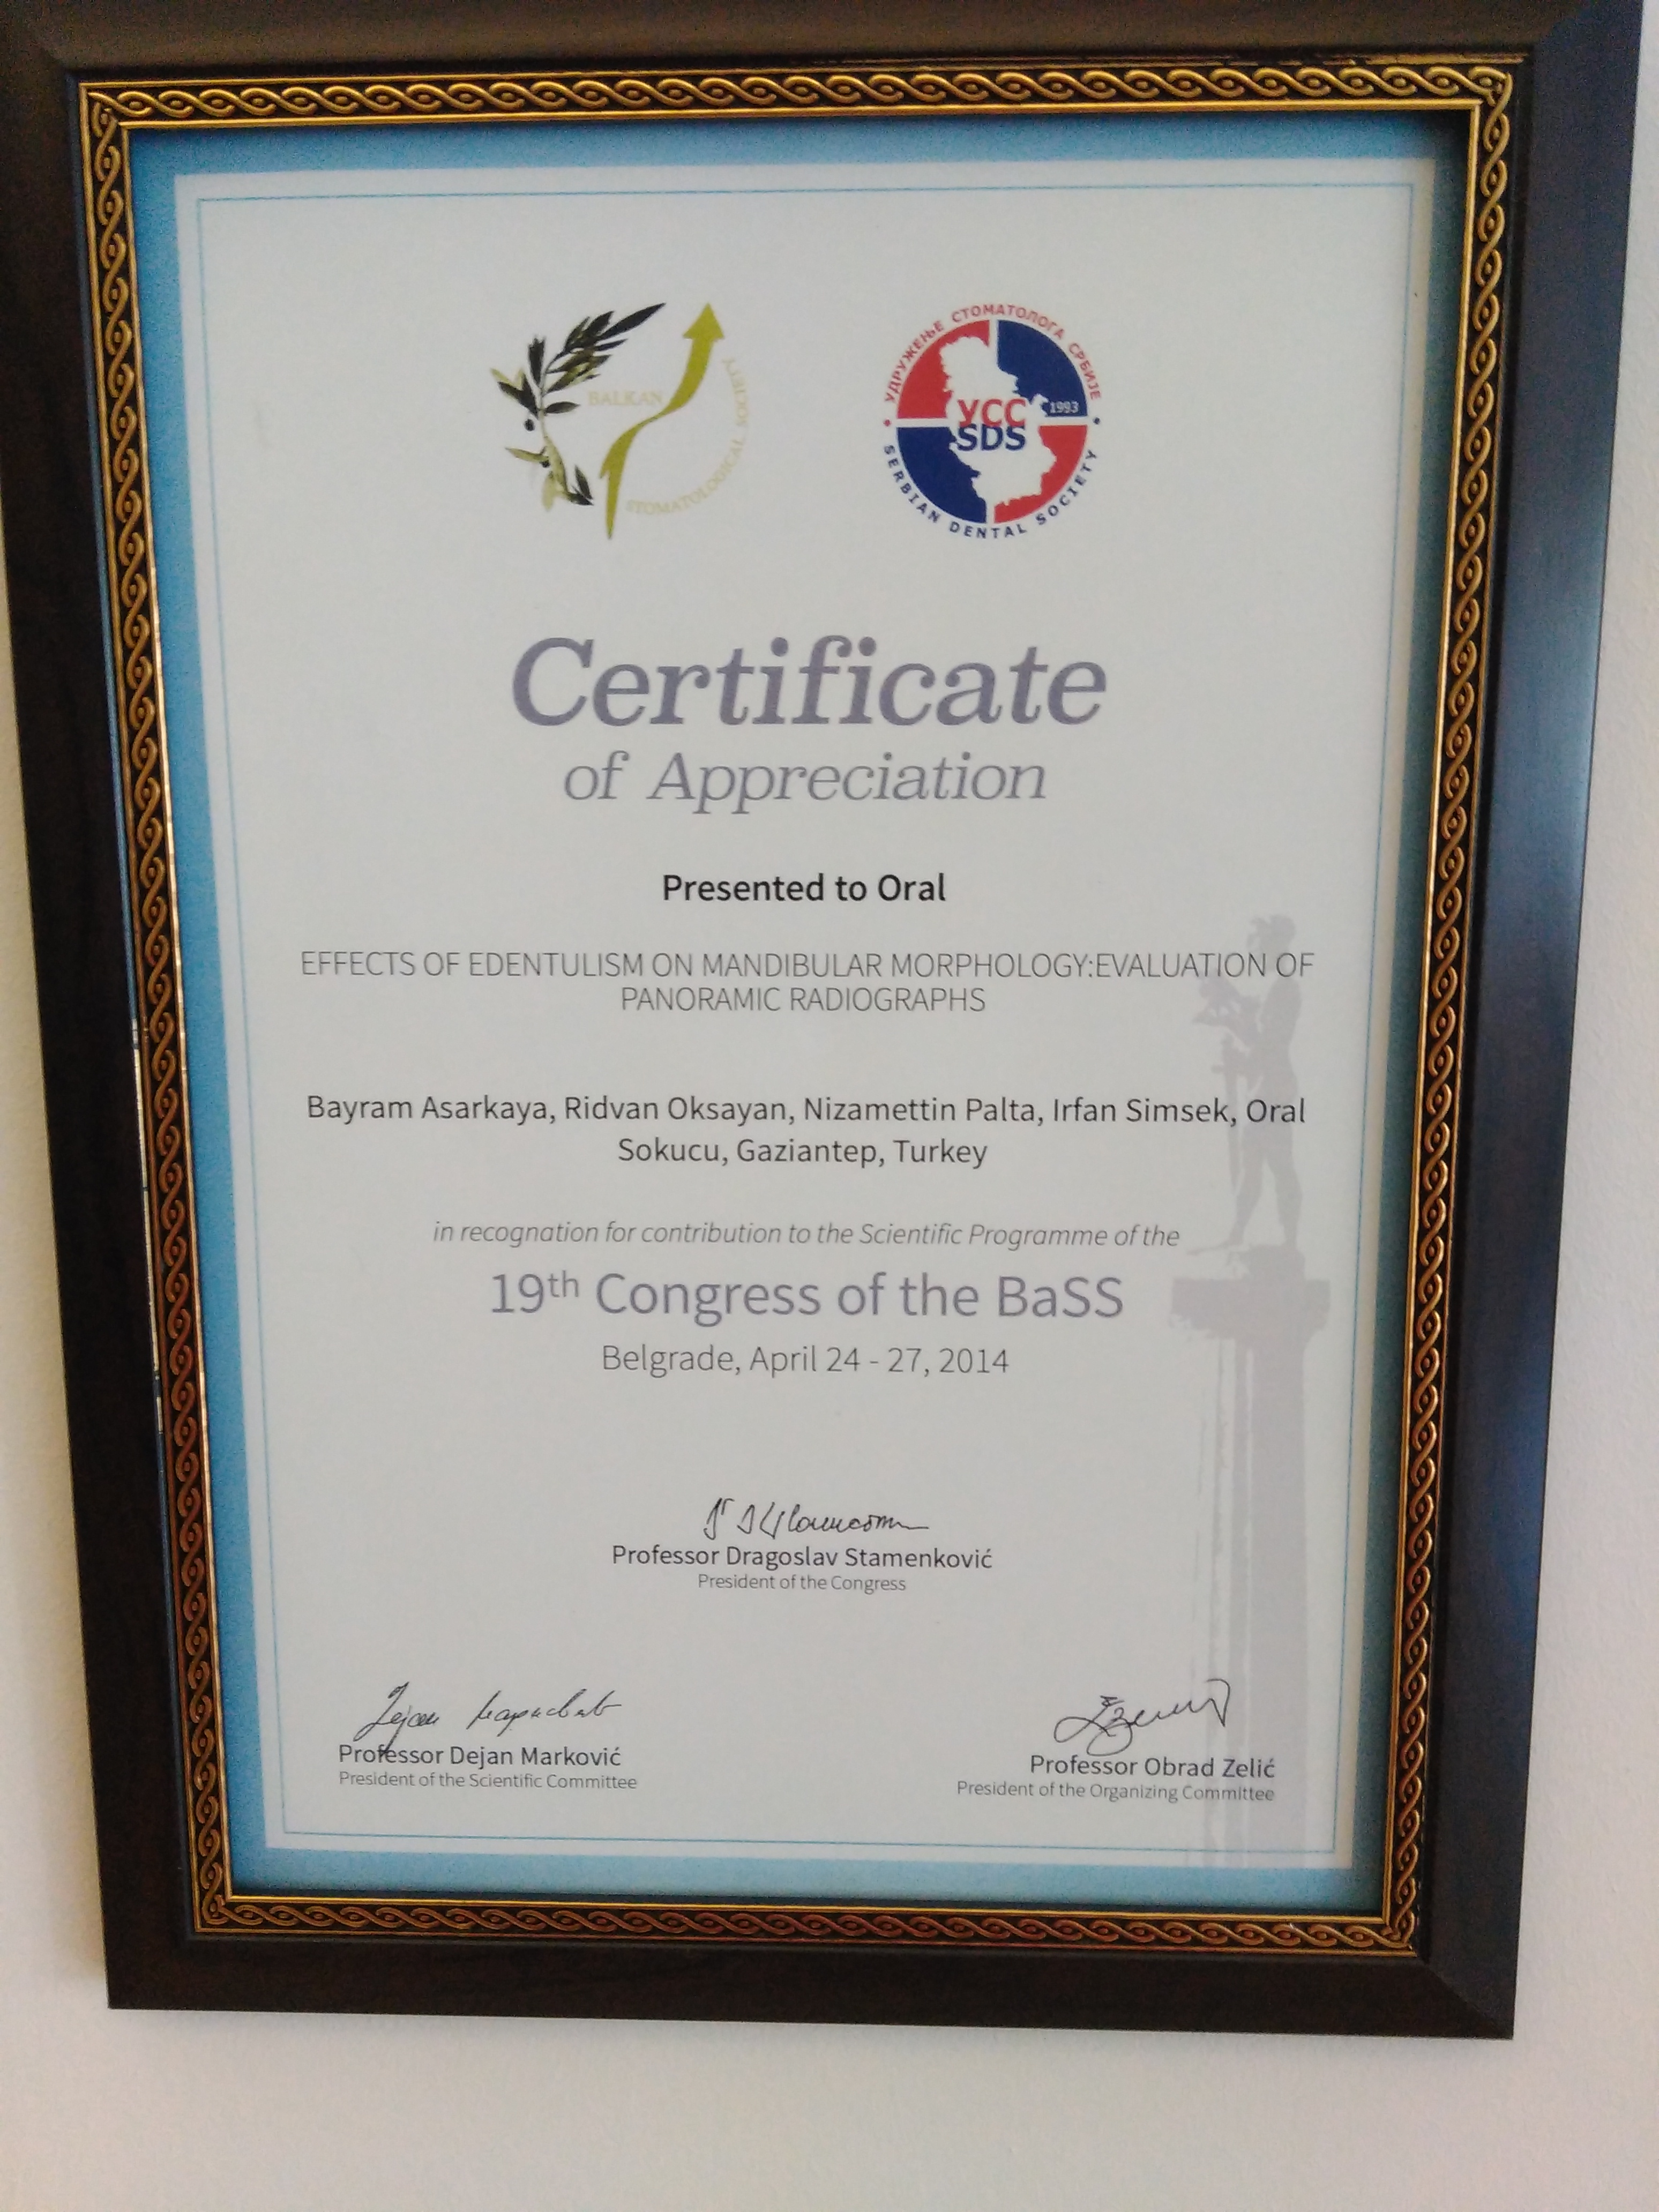 BALKAN
STOMATOLOGICAL SOCIETY
УДРУЖЕЊЕ СТОМАТОЛОГА СРБИЈЕ
УСС
1993
SDS
SERBIAN DENTAL SOCIETY
Certificate
of Appreciation
Presented to Oral
EFFECTS OF EDENTULISM ON MANDIBULAR MORPHOLOGY:EVALUATION OF
PANORAMIC RADIOGRAPHS
Bayram Asarkaya, Ridvan Oksayan, Nizamettin Palta, Irfan Simsek, Oral
Sokucu, Gaziantep, Turkey
in recognation for contribution to the Scientific Programme of the
19th Congress of the BaSS
Belgrade, April 24 - 27, 2014
Professor Dragoslav Stamenković
President of the Congress
Professor Dejan Marković
President of the Scientific Committee
Professor Obrad Zelić
President of the Organizing Committee